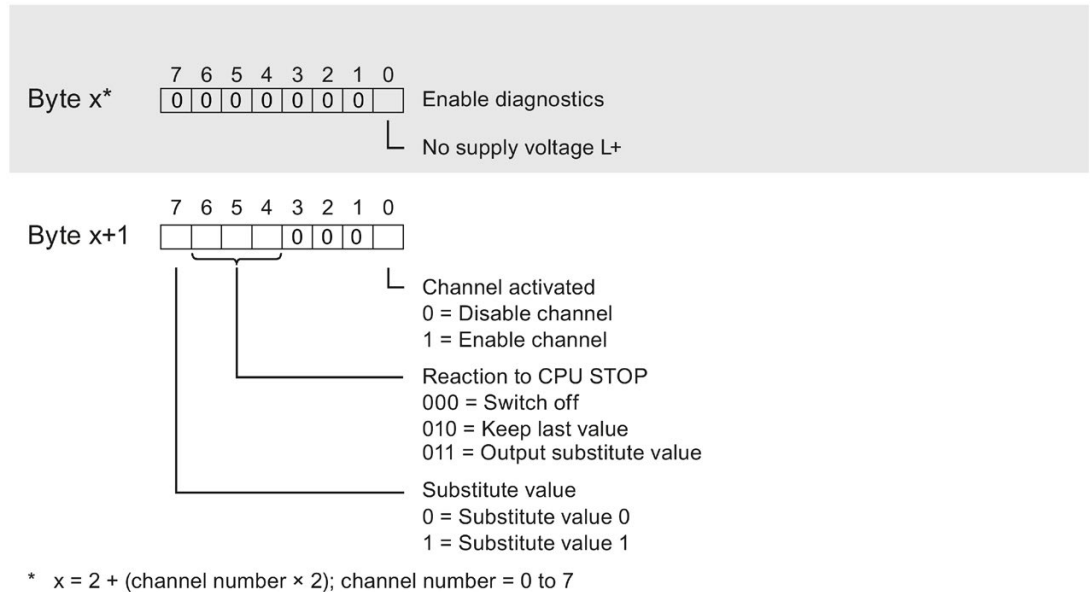 7 6 5 4 3 2 1 0
Byte x* 0 0 0 0 0 0 0 Enable diagnostics
No supply voltage L+
7 6 5 4 3 2 1 0
Byte x+1 0 0 0
Channel activated
0 = Disable channel
1 = Enable channel
Reaction to CPU STOP
000 = Switch off
010 = Keep last value
011 = Output substitute value
Substitute value
0 = Substitute value 0
1 = Substitute value 1
* x = 2 + (channel number × 2); channel number = 0 to 7